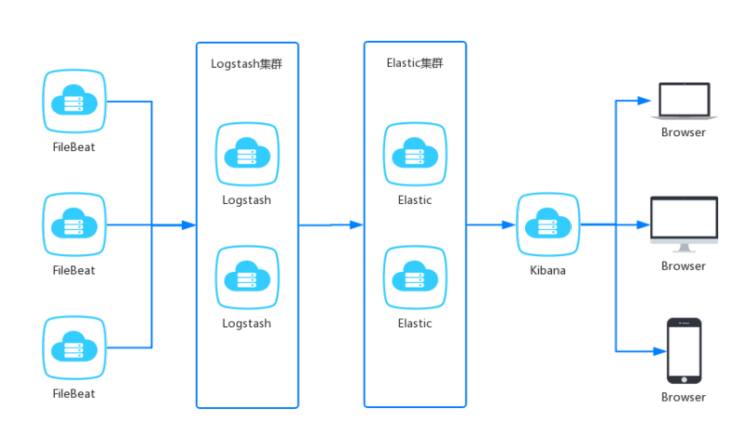 Logstash集群
Elastic集群
FileBeat
Logstash
Elastic
Browser
FileBeat
Kibana
Browser
Logstash
Elastic
FileBeat
Browser